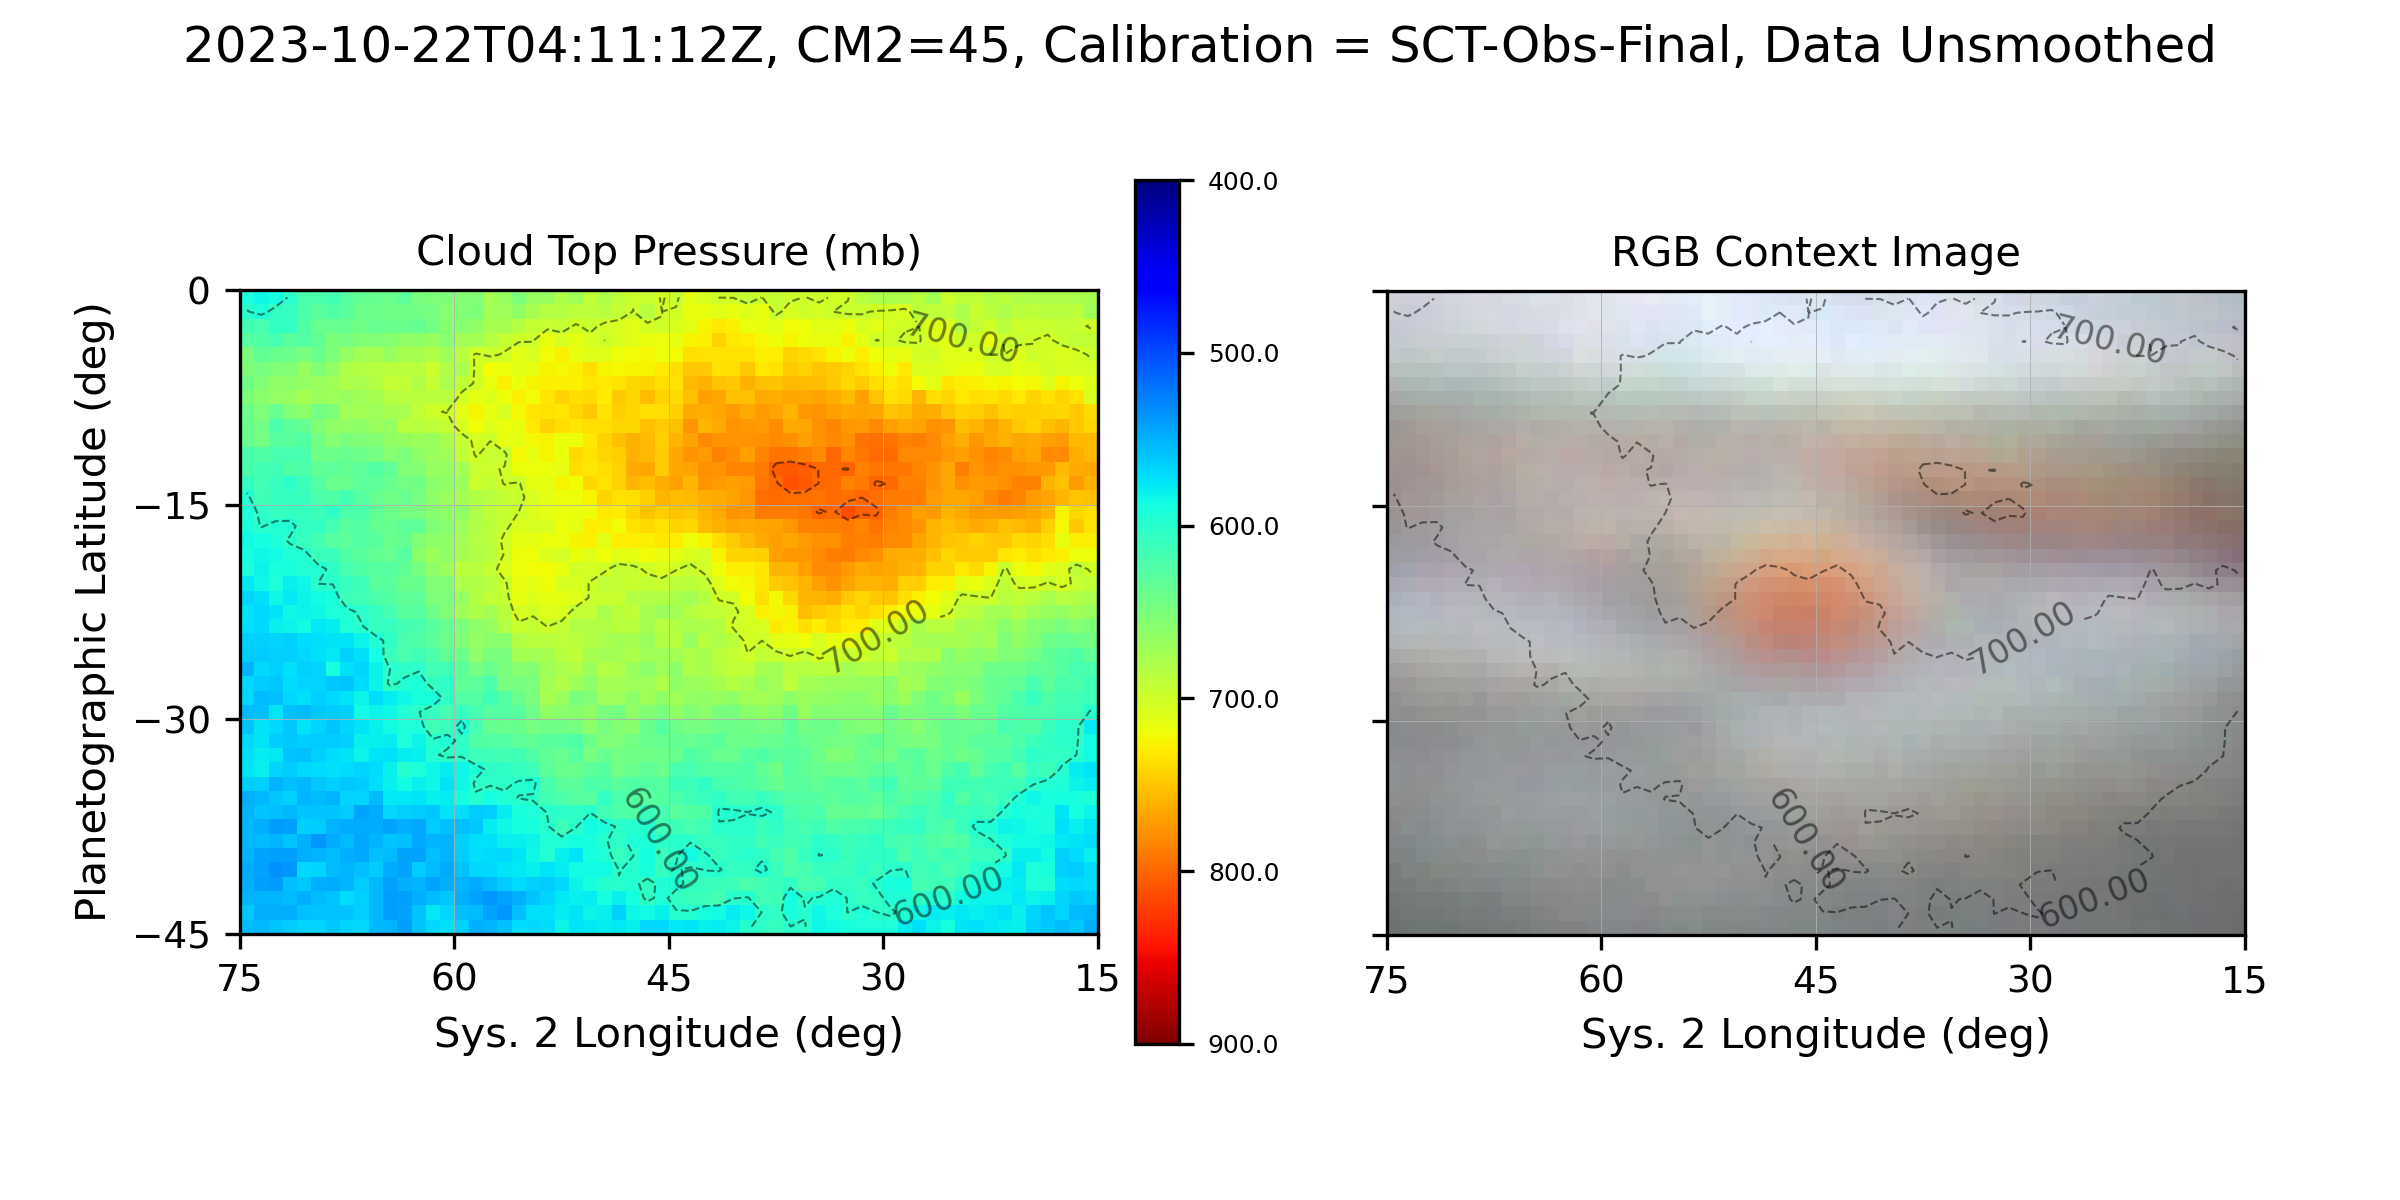 2023-10-22T04:11:12Z, CM2=45, Calibration = SCT-Obs-Final, Data Unsmoothed
Cloud Top Pressure (mb)
Planetographic Latitude (deg)
0
−15
−30
−45
75 60 45 30 15
Sys. 2 Longitude (deg)
700.00
700.00
600.00
600.00
400.0
500.0
600.0
700.0
800.0
900.0
RGB Context Image
700.00
700.00
600.00
600.00
75 60 45 30 15
Sys. 2 Longitude (deg)